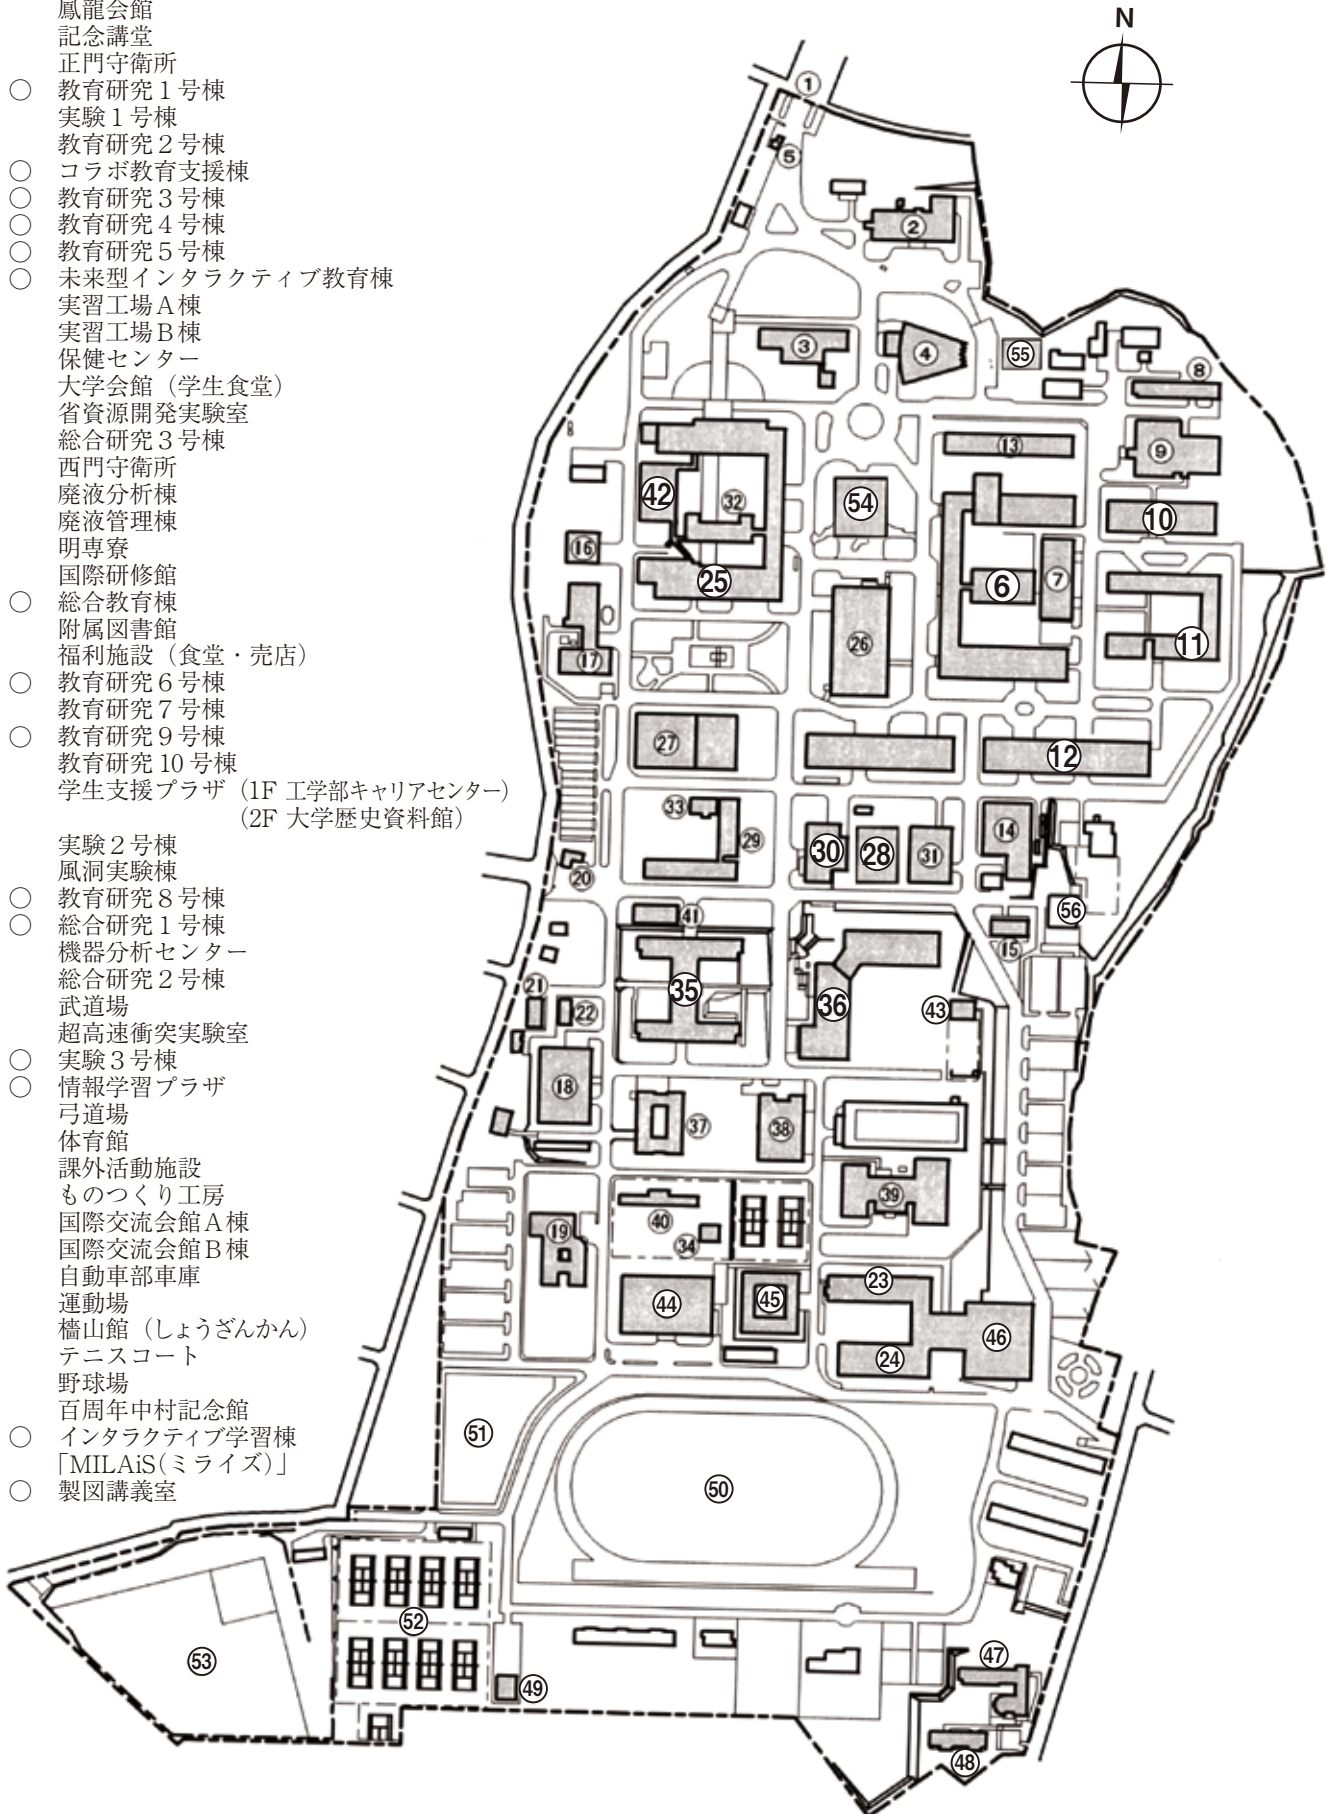 鳳龍会館
記念講堂
正門守衛所
○ 教育研究1号棟
実験1号棟
教育研究2号棟
○ コラボ教育支援棟
○ 教育研究3号棟
○ 教育研究4号棟
○ 教育研究5号棟
○ 未来型インタラクティブ教育棟
実習工場A棟
実習工場B棟
保健センター
大学会館（学生食堂）
省資源開発実験室
総合研究3号棟
西門守衛所
廃液分析棟
廃液管理棟
明専寮
国際研修館
○ 総合教育棟
附属図書館
福利施設（食堂・売店）
○ 教育研究6号棟
教育研究7号棟
○ 教育研究9号棟
教育研究10号棟
学生支援プラザ（1F 工学部キャリアセンター）
（2F 大学歴史資料館）
実験2号棟
風洞実験棟
○ 教育研究8号棟
○ 総合研究1号棟
機器分析センター
総合研究2号棟
武道場
超高速衝突実験室
○ 実験3号棟
○ 情報学習プラザ
弓道場
体育館
課外活動施設
ものつくり工房
国際交流会館A棟
国際交流会館B棟
自動車部車庫
運動場
檣山館（しょうざんかん）
テニスコート
野球場
百周年中村記念館
○ インタラクティブ学習棟
「MILAiS(ミライズ)」
○ 製図講義室
N
①
⑤
②
③
④
55
⑧
⑬
⑨
42
32
54
10
⑯
25
6
⑦
26
11
⑰
27
12
33
29
30
28
31
⑭
⑳
41
56
⑮
35
36
43
21
22
⑱
37
38
39
40
34
⑲
23
44
45
46
24
51
50
52
53
49
47
48